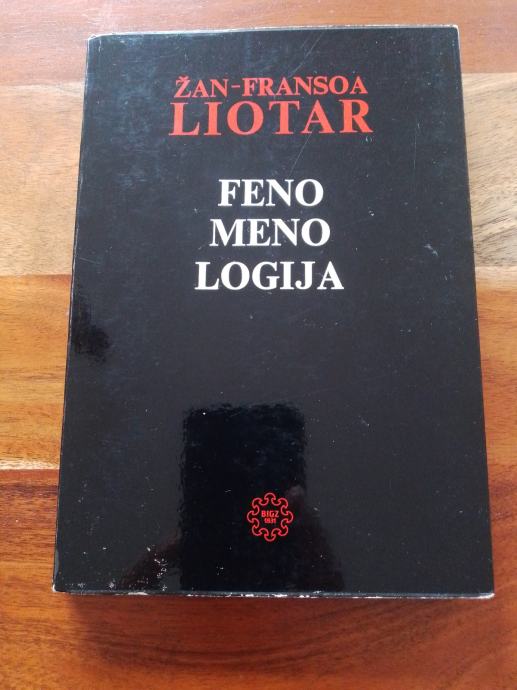 ŽAN-FRANSOA
LIOTAR
FENO
MENO
LOGIJA
BIGZ
1831